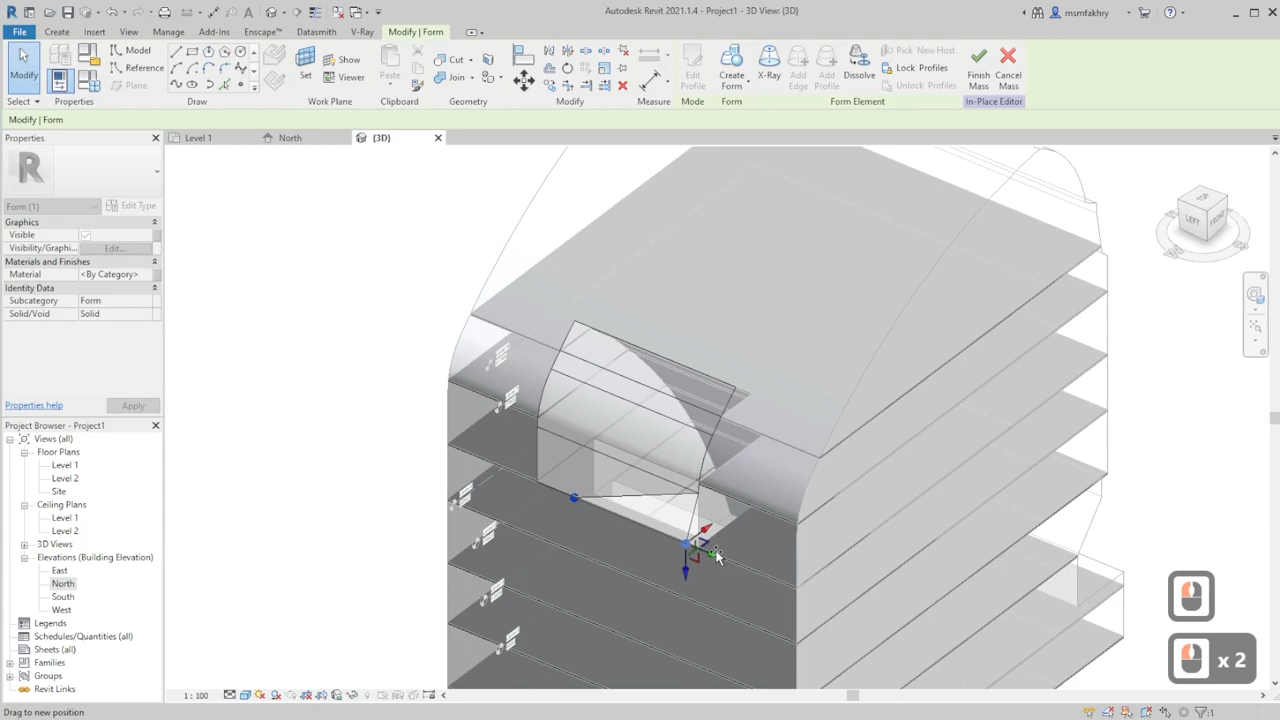 Autodesk Revit 2021.1.4 - Project1 - 3D View: {3D}
msmfakhry
File Create Insert View Manage Add-Ins Enscape™ Datasmith V-Ray Modify | Form
Modify
Select
Properties
Model
Reference
Plane
Draw
Set
Show
Viewer
Work Plane
Paste
Clipboard
Cut
Join
Geometry
Modify
Measure
Edit Profile
Mode
Create Form
Form
X-Ray
Add Edge
Add Profile
Dissolve
Pick New Host
Lock Profiles
Unlock Profiles
Form Element
Finish Mass
Cancel Mass
In-Place Editor
Modify | Form
Properties
Level 1
North
{3D}
Form (1)
Edit Type
Graphics
Visible
Visibility/Graphi... Edit...
Materials and Finishes
Material <By Category>
Identity Data
Subcategory Form
Solid/Void Solid
Properties help
Apply
Project Browser - Project1
Views (all)
Floor Plans
Level 1
Level 2
Site
Ceiling Plans
Level 1
Level 2
3D Views
Elevations (Building Elevation)
East
North
South
West
Legends
Schedules/Quantities (all)
Sheets (all)
Families
Groups
Revit Links
TOP
LEFT
FRONT
x 2
1 : 100
Drag to new position
:1